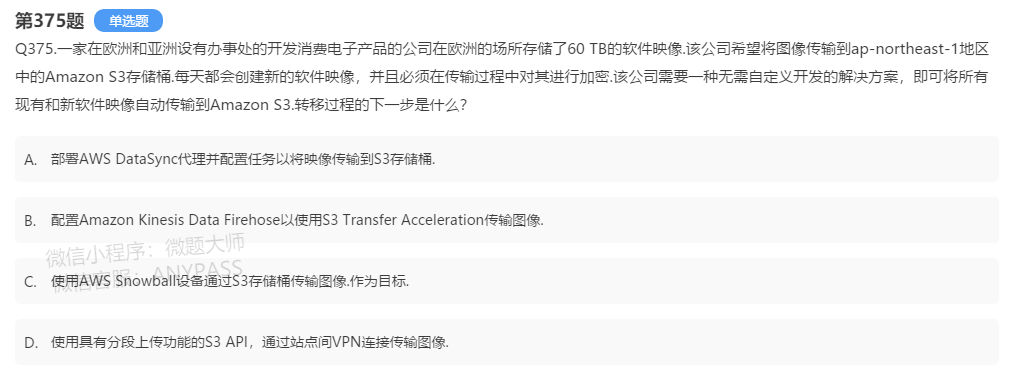 第375题 单选题
Q375.一家在欧洲和亚洲设有办事处的开发消费电子产品的公司在欧洲的场所存储了60 TB的软件映像.该公司希望将图像传输到ap-northeast-1地区
中的Amazon S3存储桶.每天都会创建新的软件映像，并且必须在传输过程中对其进行加密.该公司需要一种无需自定义开发的解决方案，即可将所有
现有和新软件映像自动传输到Amazon S3.转移过程的下一步是什么?
A. 部署AWS DataSync代理并配置任务以将映像传输到S3存储桶.
B. 配置Amazon Kinesis Data Firehose以使用S3 Transfer Acceleration传输图像.
微信小程序：微题大师
微信客服：ANYPASS
C. 使用AWS Snowball设备通过S3存储桶传输图像.作为目标.
D. 使用具有分段上传功能的S3 API，通过站点间VPN连接传输图像.